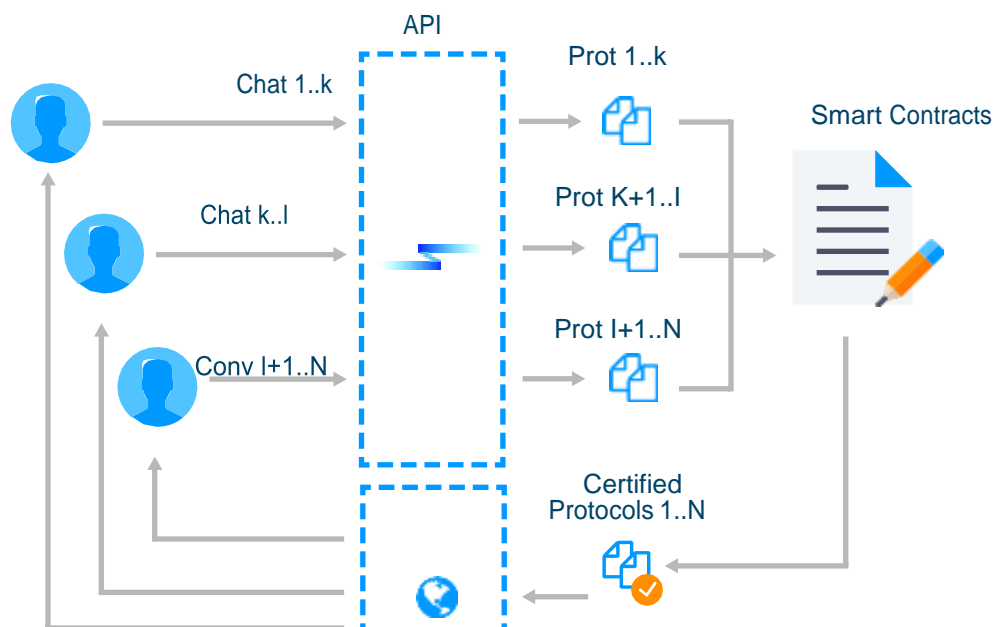 API
Prot 1..k
Chat 1..k
Smart Contracts
Prot K+1..I
Chat k..I
Prot I+1..N
Conv I+1..N
Certified
Protocols 1..N